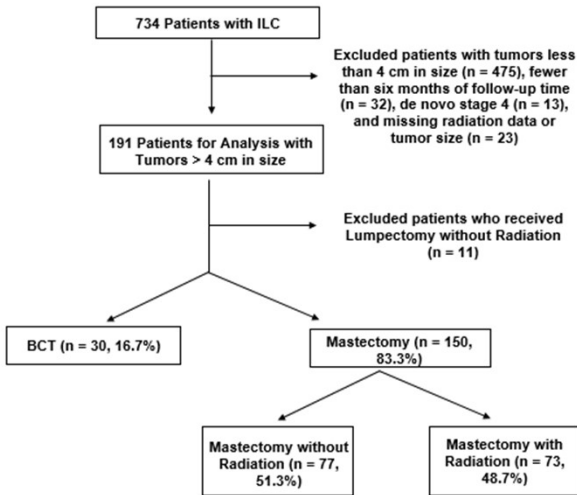 734 Patients with ILC
Excluded patients with tumors less
than 4 cm in size (n = 475), fewer
than six months of follow-up time
(n = 32), de novo stage 4 (n = 13),
and missing radiation data or
tumor size (n = 23)
191 Patients for Analysis with
Tumors > 4 cm in size
Excluded patients who received
Lumpectomy without Radiation
(n = 11)
BCT (n = 30, 16.7%)
Mastectomy (n = 150,
83.3%)
Mastectomy without
Radiation (n = 77,
51.3%)
Mastectomy with
Radiation (n = 73,
48.7%)